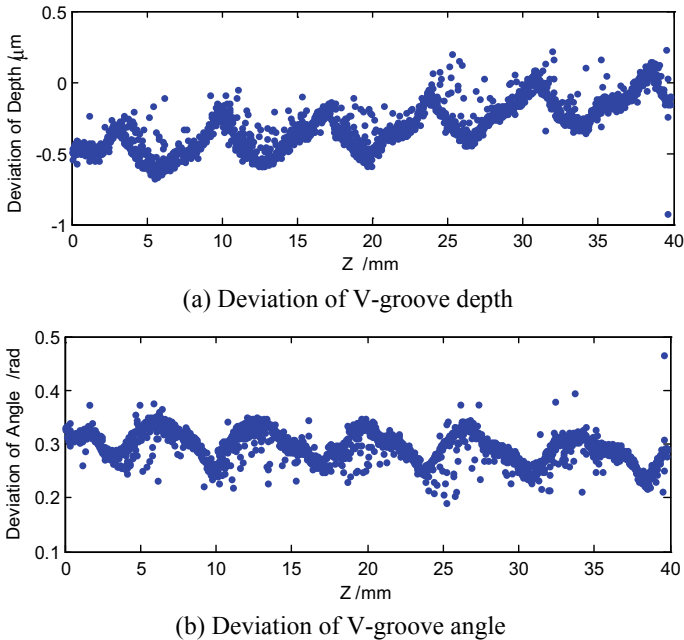 0.5
0
-0.5
-1
Deviation of Depth /μm
0 5 10 15 20 25 30 35 40
Z /mm
(a) Deviation of V-groove depth
0.5
0.4
0.3
0.2
0.1
Deviation of Angle /rad
0 5 10 15 20 25 30 35 40
Z /mm
(b) Deviation of V-groove angle